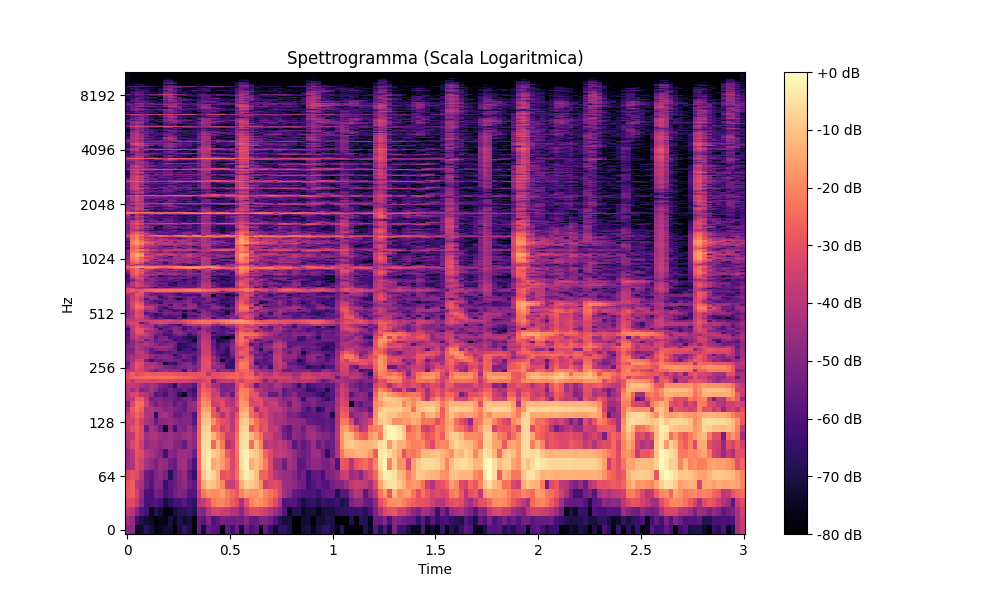 Spettrogramma (Scala Logaritmica)
Hz
8192
4096
2048
1024
512
256
128
64
0
0
0.5
1
1.5
2
2.5
3
Time
+0 dB
-10 dB
-20 dB
-30 dB
-40 dB
-50 dB
-60 dB
-70 dB
-80 dB